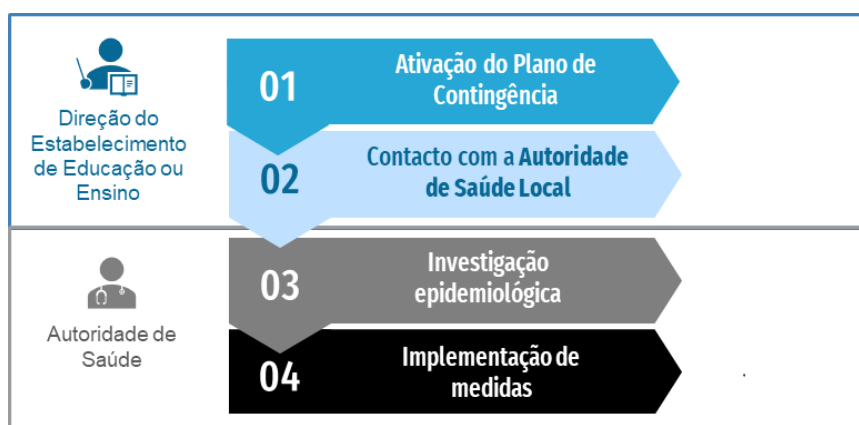 Direção do
Estabelecimento
de Educação ou
Ensino
01
Ativação do Plano de
Contingência
02
Contacto com a Autoridade
de Saúde Local
Autoridade de
Saúde
03
Investigação
epidemiológica
04
Implementação de
medidas
.